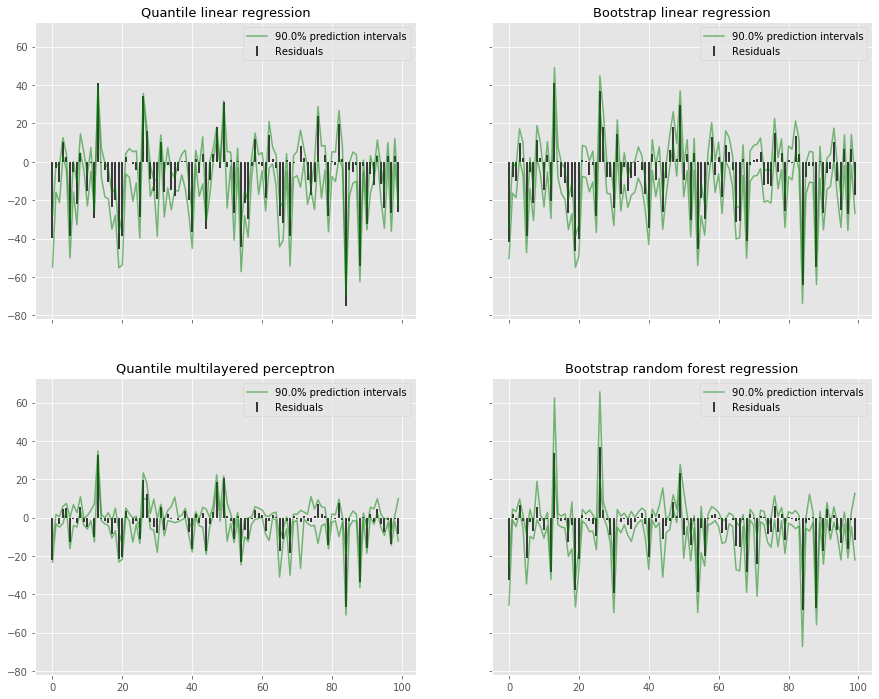 Quantile linear regression
90.0% prediction intervals
Residuals
60
40
20
0
−20
−40
−60
−80
Bootstrap linear regression
90.0% prediction intervals
Residuals
Quantile multilayered perceptron
90.0% prediction intervals
Residuals
60
40
20
0
−20
−40
−60
−80
0 20 40 60 80 100
Bootstrap random forest regression
90.0% prediction intervals
Residuals
0 20 40 60 80 100